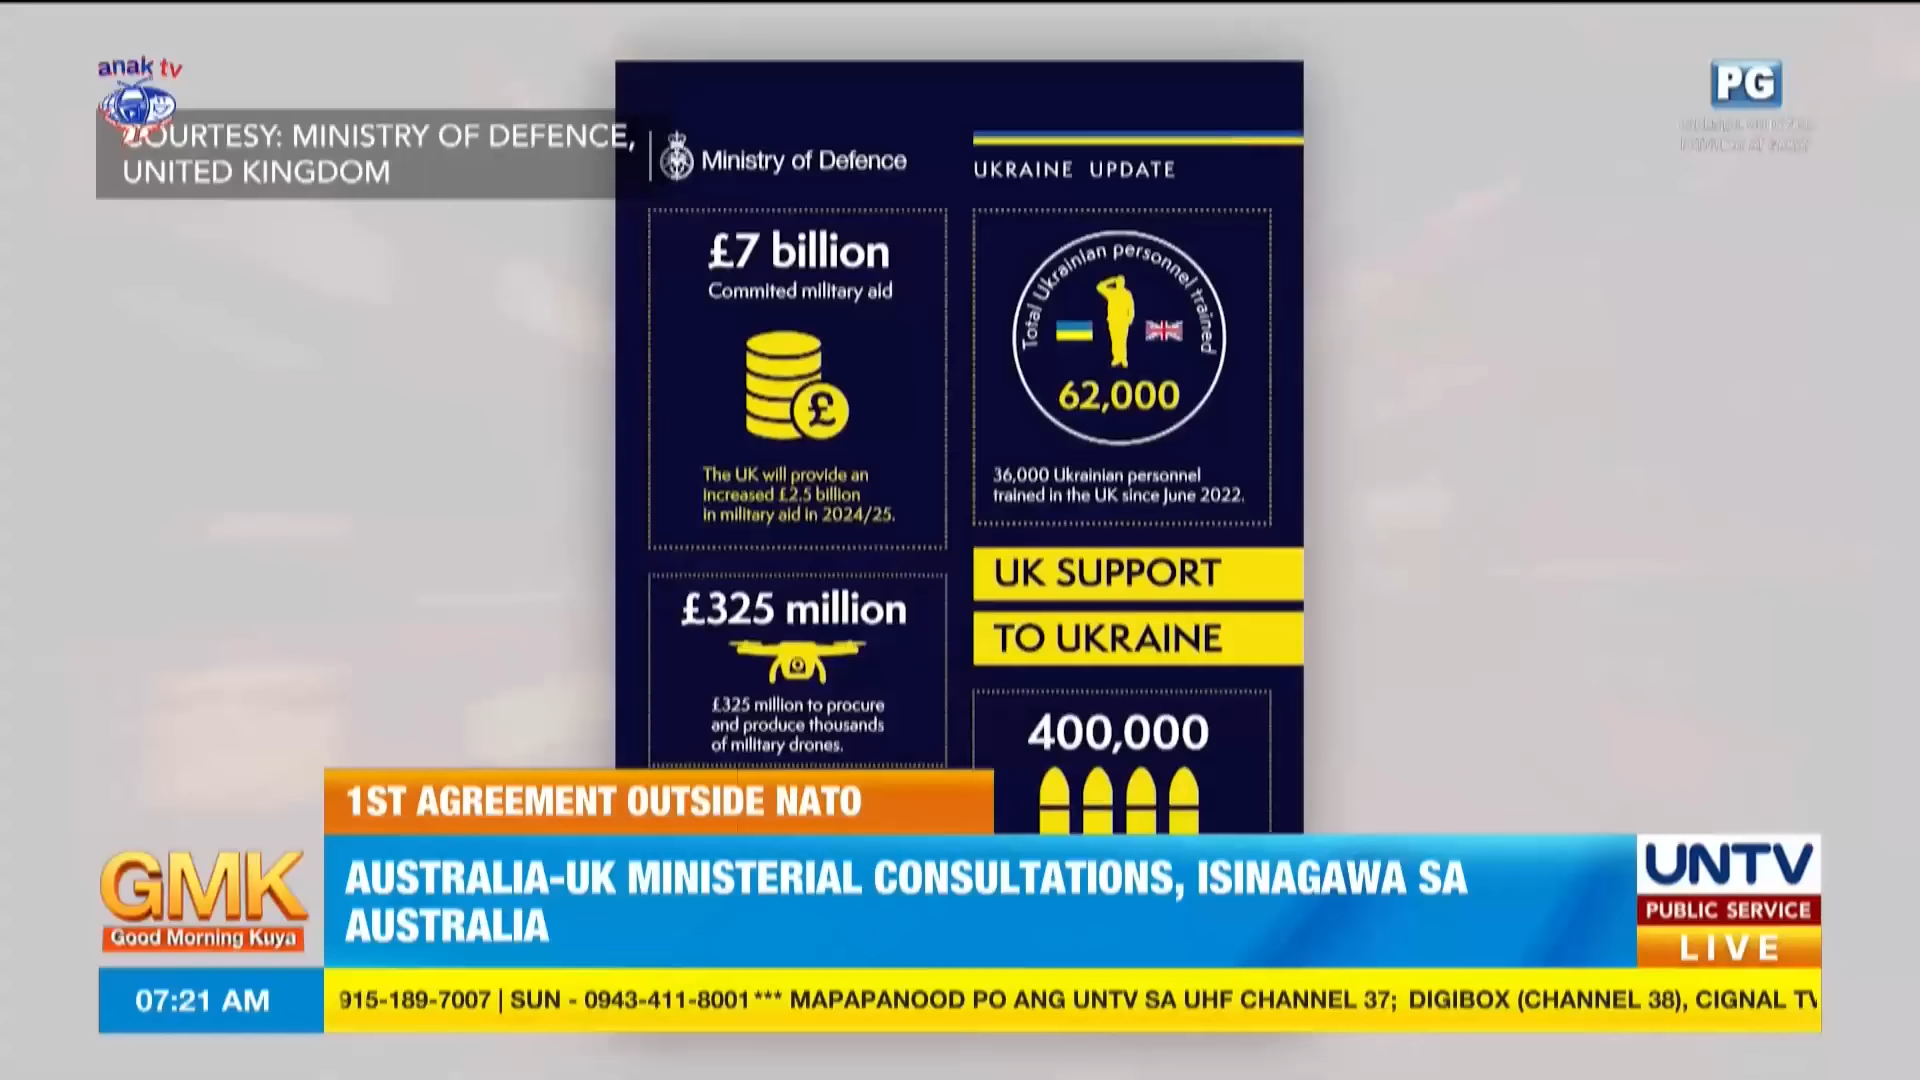 anak tv
PG
COURTESY: MINISTRY OF DEFENCE,
UNITED KINGDOM
Ministry of Defence
UKRAINE UPDATE
£7 billion
Commited military aid
£
The UK will provide an
increased £2.5 billion
in military aid in 2024/25.
Total Ukrainian personnel trained
62,000
36,000 Ukrainian personnel
trained in the UK since June 2022.
UK SUPPORT
TO UKRAINE
£325 million
£325 million to procure
and produce thousands
of military drones.
400,000
1ST AGREEMENT OUTSIDE NATO
AUSTRALIA-UK MINISTERIAL CONSULTATIONS, ISINAGAWA SA
AUSTRALIA
GMK
Good Morning Kuya
UNTV
PUBLIC SERVICE
LIVE
07:21 AM
915-189-7007 | SUN - 0943-411-8001 *** MAPAPANOOD PO ANG UNTV SA UHF CHANNEL 37; DIGIBOX (CHANNEL 38), CIGNAL TV